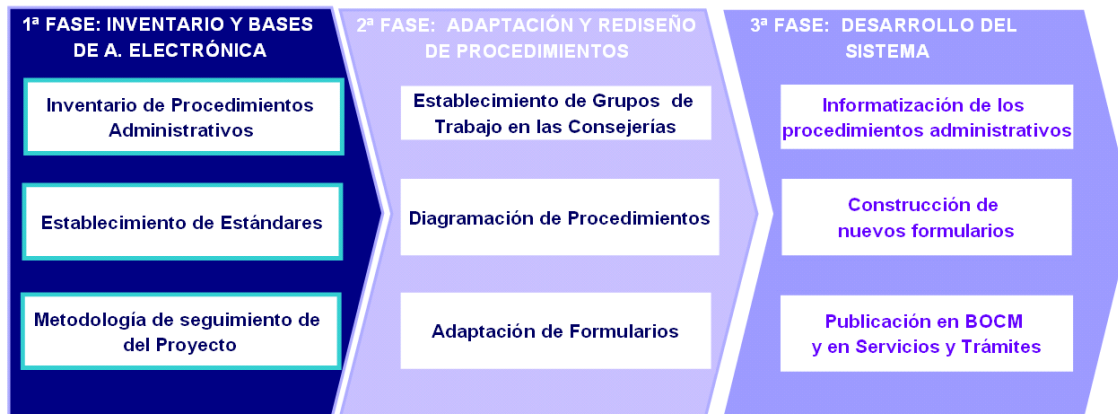 1ª FASE: INVENTARIO Y BASES
DE A. ELECTRÓNICA
Inventario de Procedimientos
Administrativos
Establecimiento de Estándares
Metodología de seguimiento de
del Proyecto
2ª FASE: ADAPTACIÓN Y REDISEÑO
DE PROCEDIMIENTOS
Establecimiento de Grupos de
Trabajo en las Consejerías
Diagramación de Procedimientos
Adaptación de Formularios
3ª FASE: DESARROLLO DEL
SISTEMA
Informatización de los
procedimientos administrativos
Construcción de
nuevos formularios
Publicación en BOCM
y en Servicios y Trámites